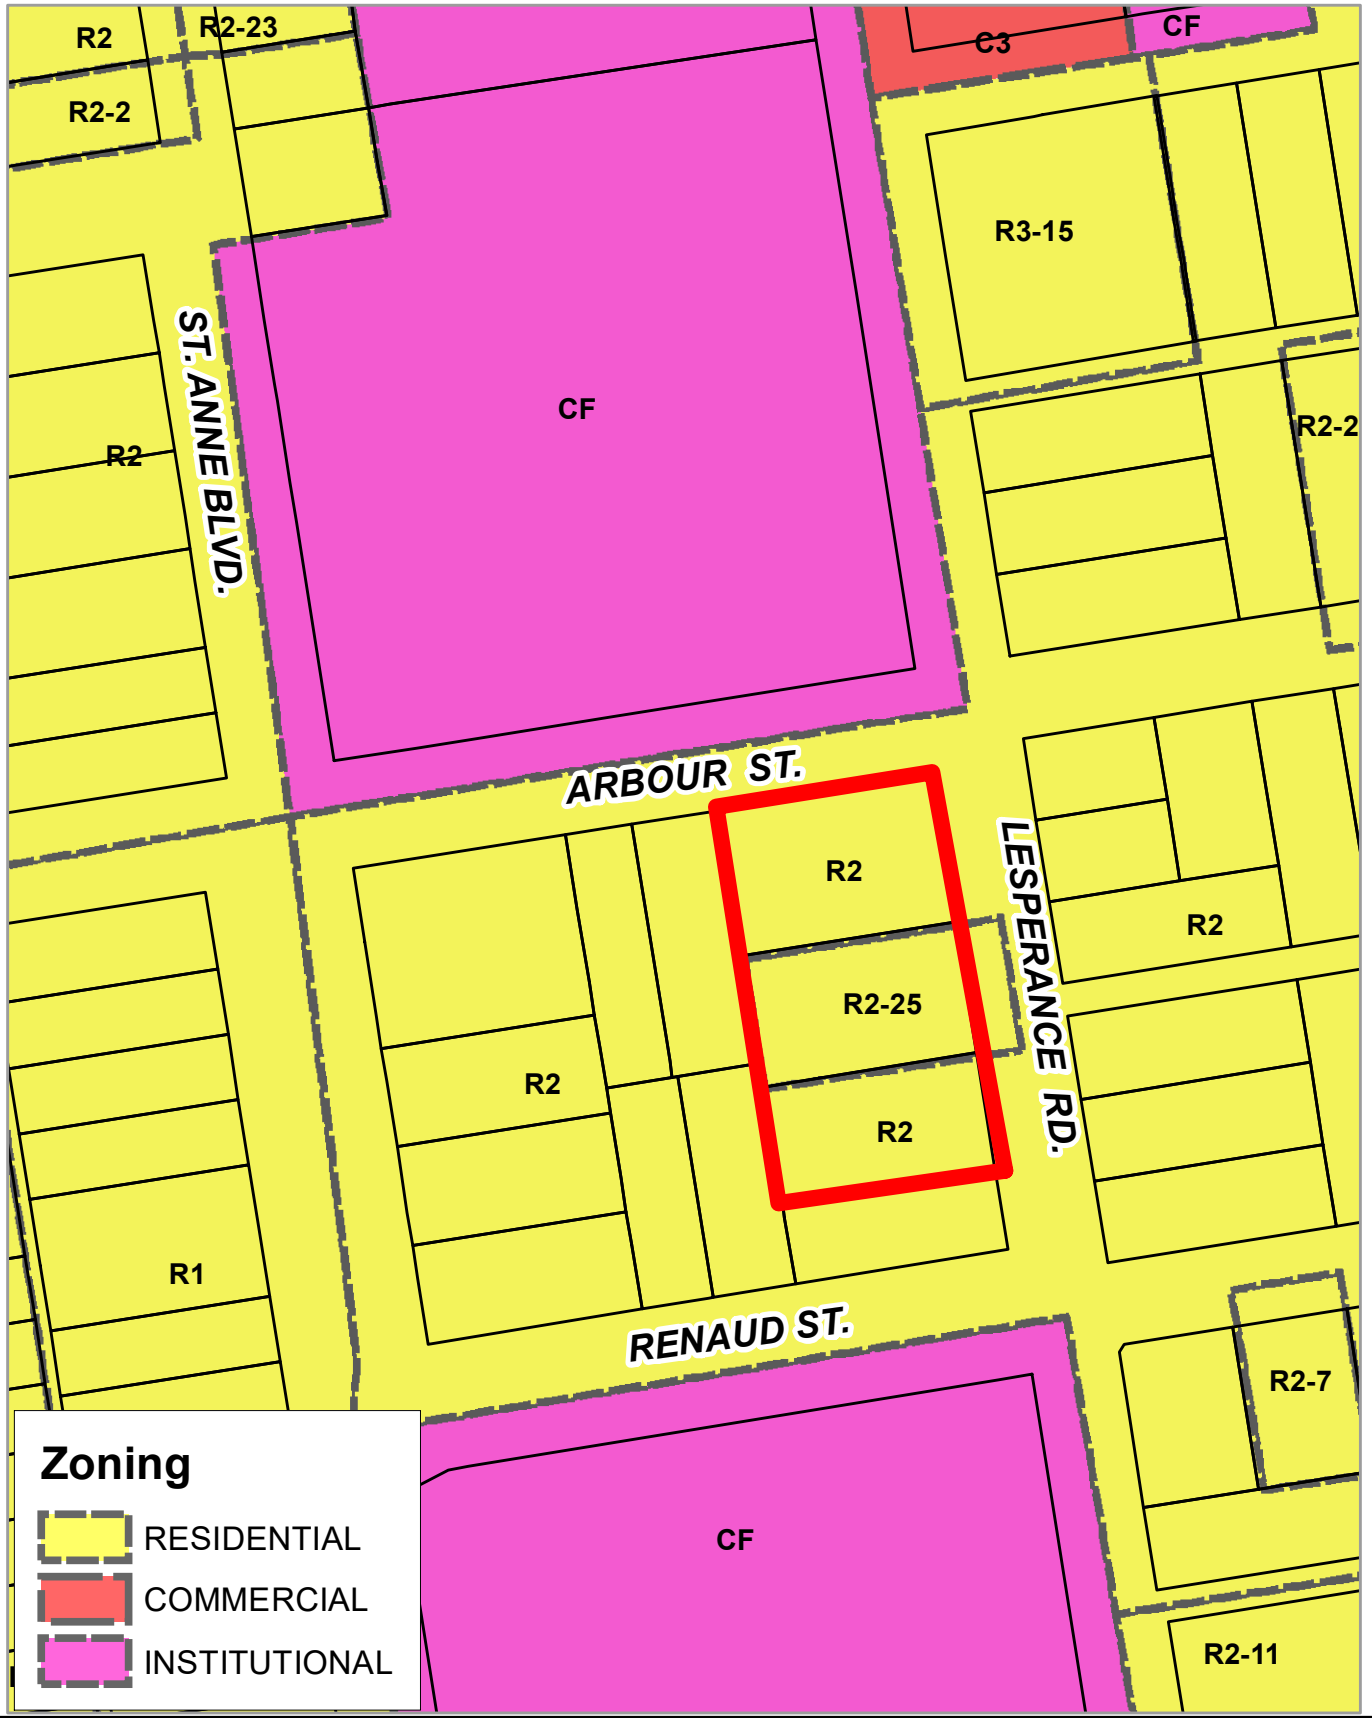 R2
R2-23
C3
CF
R2-2
R3-15
ST. ANNE BLVD.
CF
R2
R2-2
ARBOUR ST.
R2
LESPERANCE RD.
R2
R2-25
R2
R2
R1
RENAUD ST.
R2-7
Zoning
RESIDENTIAL
COMMERCIAL
INSTITUTIONAL
CF
R2-11